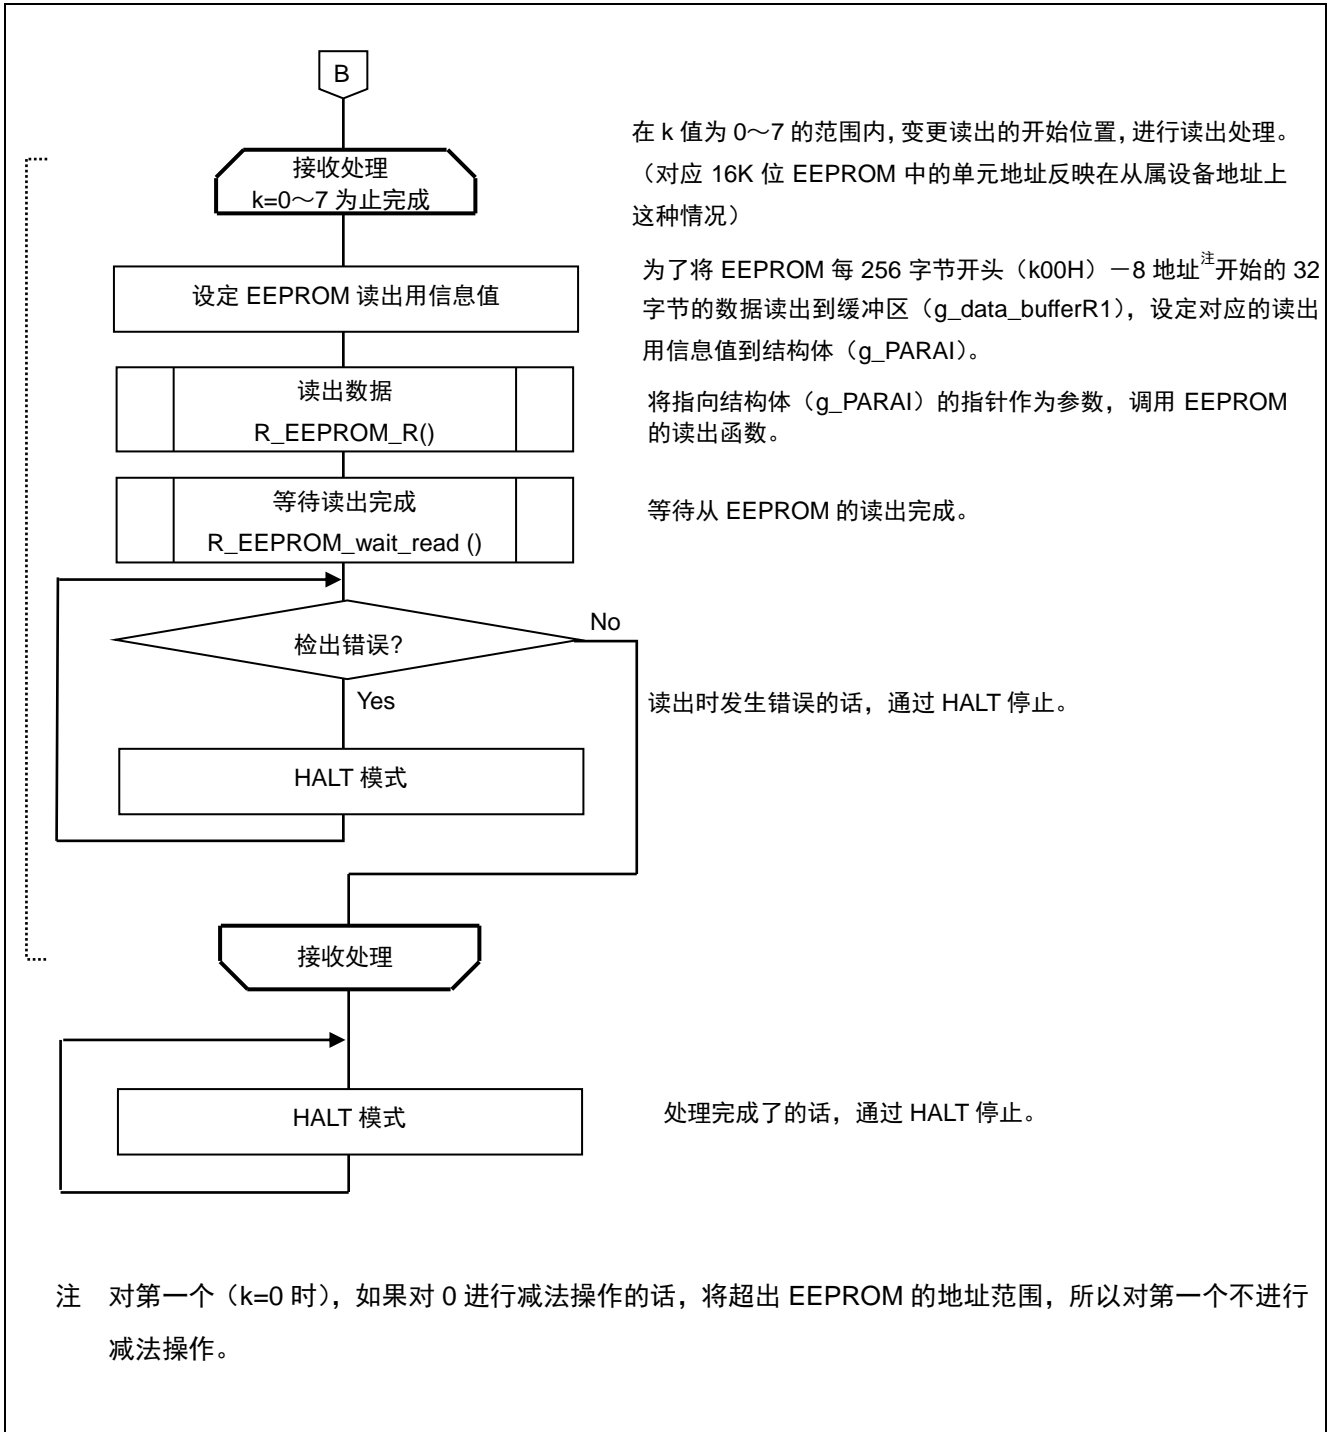 B
在 k 值为 0～7 的范围内，变更读出的开始位置，进行读出处理。
（对应 16K 位 EEPROM 中的单元地址反映在从属设备地址上
这种情况）
接收处理
k=0～7 为止完成
为了将 EEPROM 每 256 字节开头（k00H）－8 地址注开始的 32
字节的数据读出到缓冲区（g_data_bufferR1），设定对应的读出
用信息值到结构体（g_PARAI）。
设定 EEPROM 读出用信息值
读出数据
R_EEPROM_R()
将指向结构体（g_PARAI）的指针作为参数，调用 EEPROM
的读出函数。
等待读出完成
R_EEPROM_wait_read ()
等待从 EEPROM 的读出完成。
检出错误?
No
Yes
读出时发生错误的话，通过 HALT 停止。
HALT 模式
接收处理
HALT 模式
处理完成了的话，通过 HALT 停止。
注 对第一个（k=0 时），如果对 0 进行减法操作的话，将超出 EEPROM 的地址范围，所以对第一个不进行
减法操作。